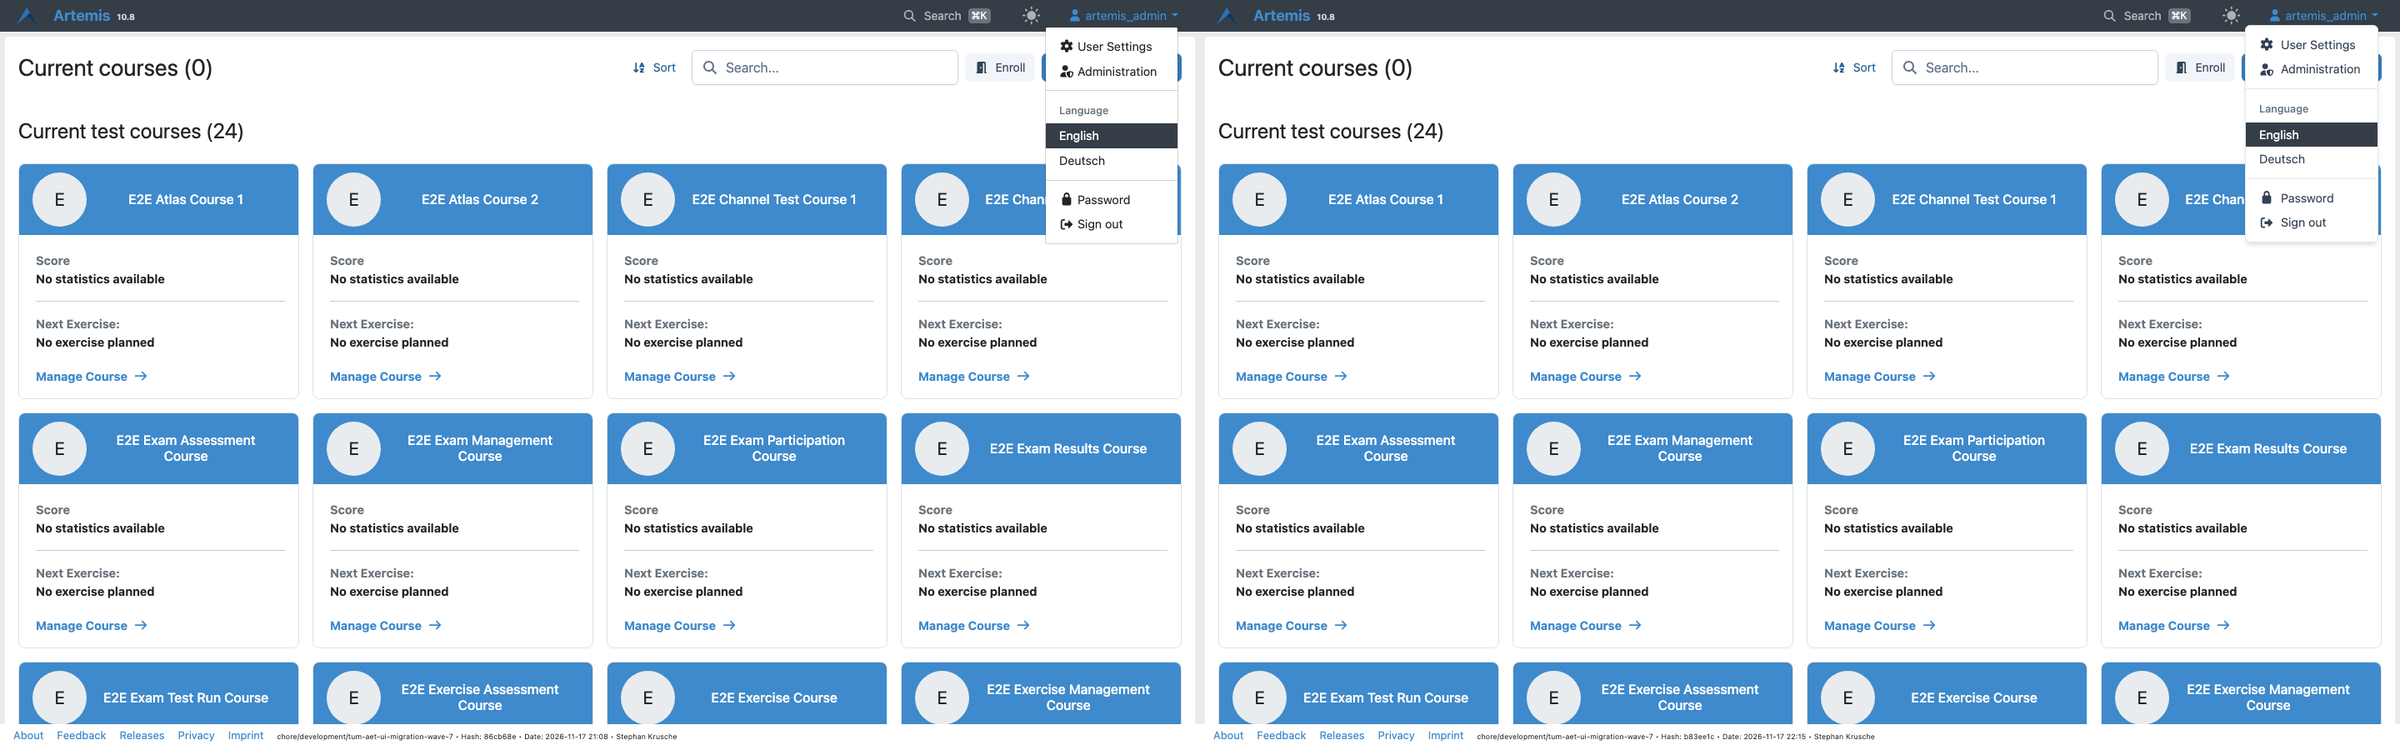 Artemis 10.8
Search ⌘K
artemis_admin
Current courses (0)
Sort
Search...
Enroll
User Settings
Administration
Language
English
Deutsch
Password
Sign out
Current test courses (24)
E E2E Atlas Course 1
Score
No statistics available
Next Exercise:
No exercise planned
Manage Course
E E2E Atlas Course 2
Score
No statistics available
Next Exercise:
No exercise planned
Manage Course
E E2E Channel Test Course 1
Score
No statistics available
Next Exercise:
No exercise planned
Manage Course
E E2E Chan
Score
No statistics available
Next Exercise:
No exercise planned
Manage Course
E E2E Exam Assessment
Course
Score
No statistics available
Next Exercise:
No exercise planned
Manage Course
E E2E Exam Management
Course
Score
No statistics available
Next Exercise:
No exercise planned
Manage Course
E E2E Exam Participation
Course
Score
No statistics available
Next Exercise:
No exercise planned
Manage Course
E E2E Exam Results Course
Score
No statistics available
Next Exercise:
No exercise planned
Manage Course
E E2E Exam Test Run Course
E E2E Exercise Assessment
Course
E E2E Exercise Course
E E2E Exercise Management
Course
About Feedback Releases Privacy Imprint chore/development/tum-aet-ui-migration-wave-7 • Hash: 86cb68e • Date: 2026-11-17 21:08 • Stephan Krusche
Artemis 10.8
Search ⌘K
artemis_admin
Current courses (0)
Sort
Search...
Enroll
User Settings
Administration
Language
English
Deutsch
Password
Sign out
Current test courses (24)
E E2E Atlas Course 1
Score
No statistics available
Next Exercise:
No exercise planned
Manage Course
E E2E Atlas Course 2
Score
No statistics available
Next Exercise:
No exercise planned
Manage Course
E E2E Channel Test Course 1
Score
No statistics available
Next Exercise:
No exercise planned
Manage Course
E E2E Chan
Score
No statistics available
Next Exercise:
No exercise planned
Manage Course
E E2E Exam Assessment
Course
Score
No statistics available
Next Exercise:
No exercise planned
Manage Course
E E2E Exam Management
Course
Score
No statistics available
Next Exercise:
No exercise planned
Manage Course
E E2E Exam Participation
Course
Score
No statistics available
Next Exercise:
No exercise planned
Manage Course
E E2E Exam Results Course
Score
No statistics available
Next Exercise:
No exercise planned
Manage Course
E E2E Exam Test Run Course
E E2E Exercise Assessment
Course
E E2E Exercise Course
E E2E Exercise Management
Course
About Feedback Releases Privacy Imprint chore/development/tum-aet-ui-migration-wave-7 • Hash: b83ee1c • Date: 2026-11-17 22:15 • Stephan Krusche